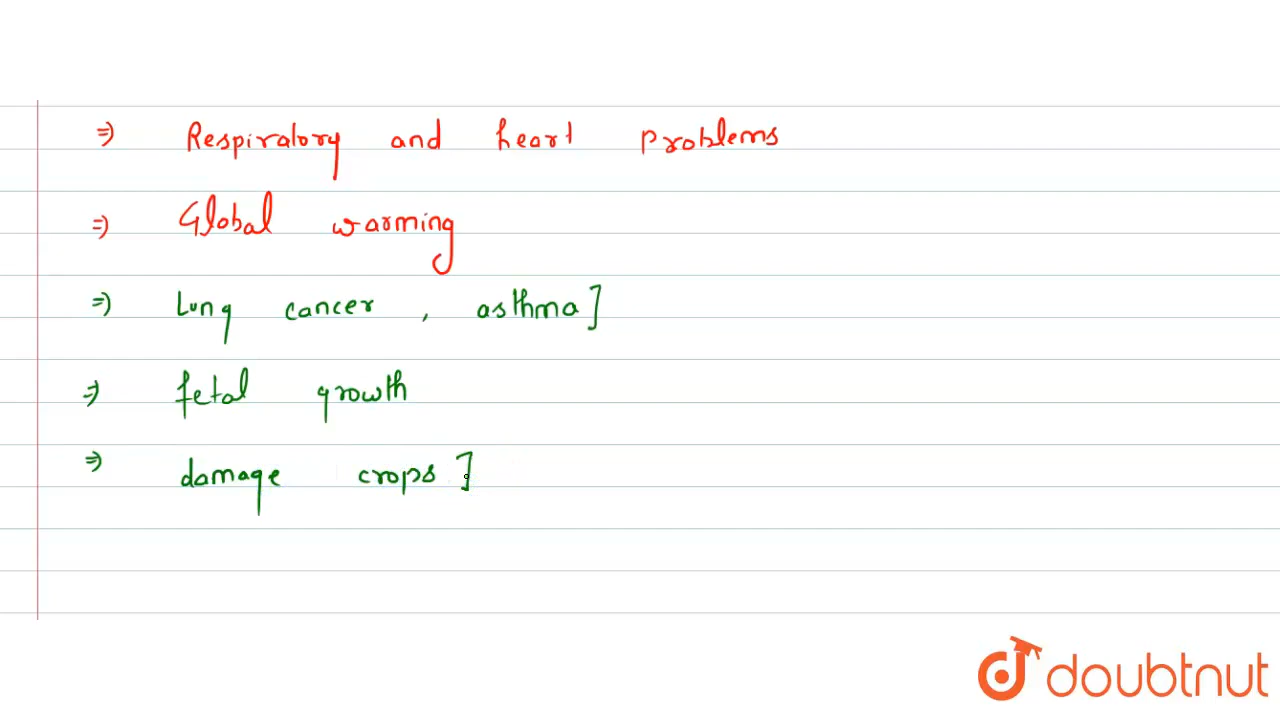 ⇒ Respiratory and heart problems
⇒ Global warming
⇒ Lung cancer, asthma]
⇒ fetal growth
⇒ damage crops]
doubtnut